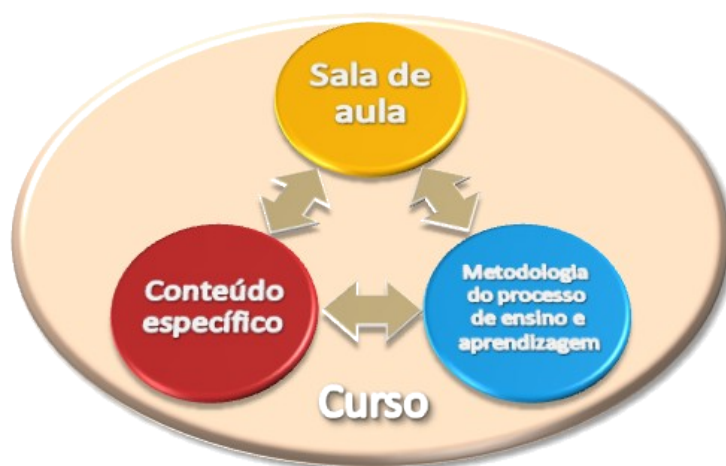 Sala de
aula
Conteúdo
específico
Metodologia
do processo
de ensino e
aprendizagem
Curso